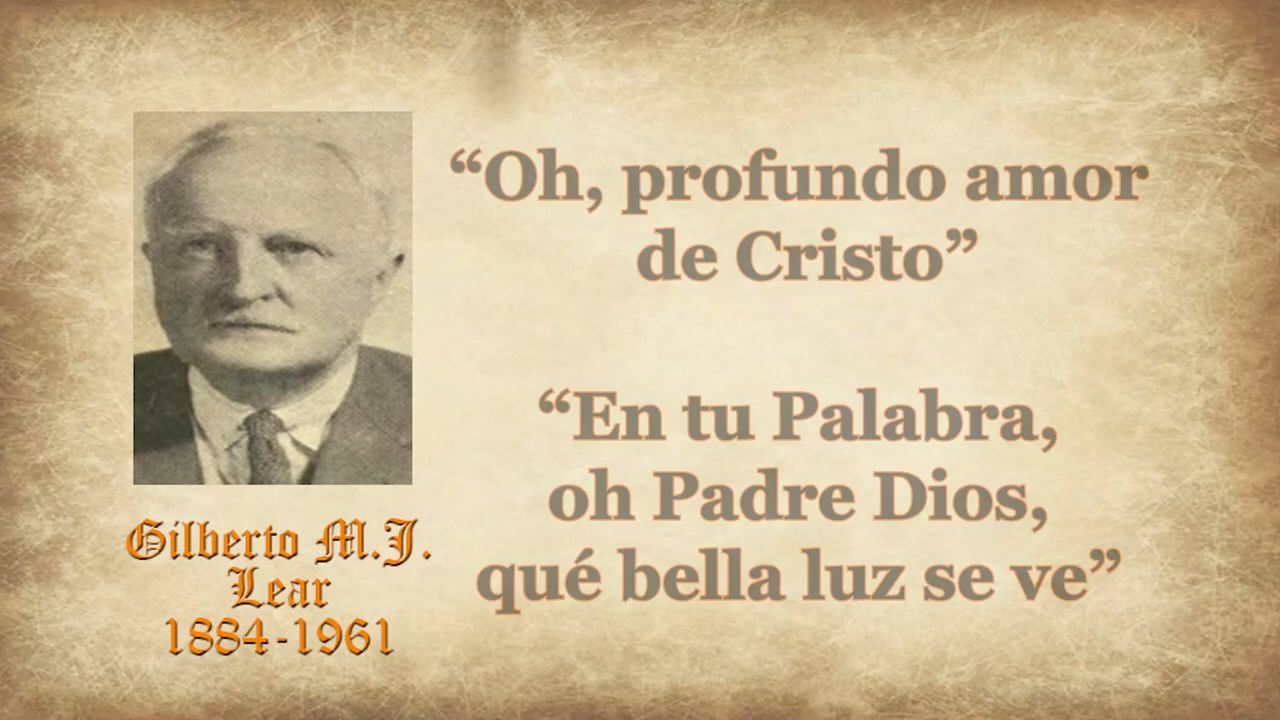 “Oh, profundo amor
de Cristo”
“En tu Palabra,
oh Padre Dios,
qué bella luz se ve”
Gilberto M.J.
Lear
1884-1961